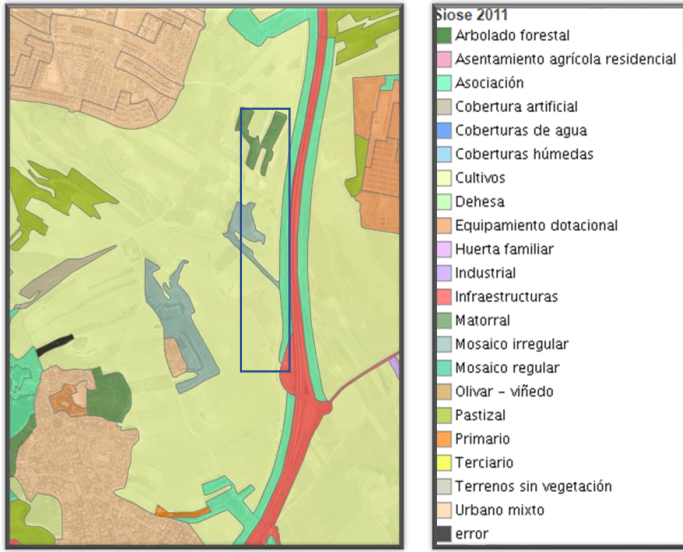 Siose 2011
Arbolado forestal
Asentamiento agrícola residencial
Asociación
Cobertura artificial
Coberturas de agua
Coberturas húmedas
Cultivos
Dehesa
Equipamiento dotacional
Huerta familiar
Industrial
Infraestructuras
Matorral
Mosaico irregular
Mosaico regular
Olivar – viñedo
Pastizal
Primario
Terciario
Terrenos sin vegetación
Urbano mixto
error